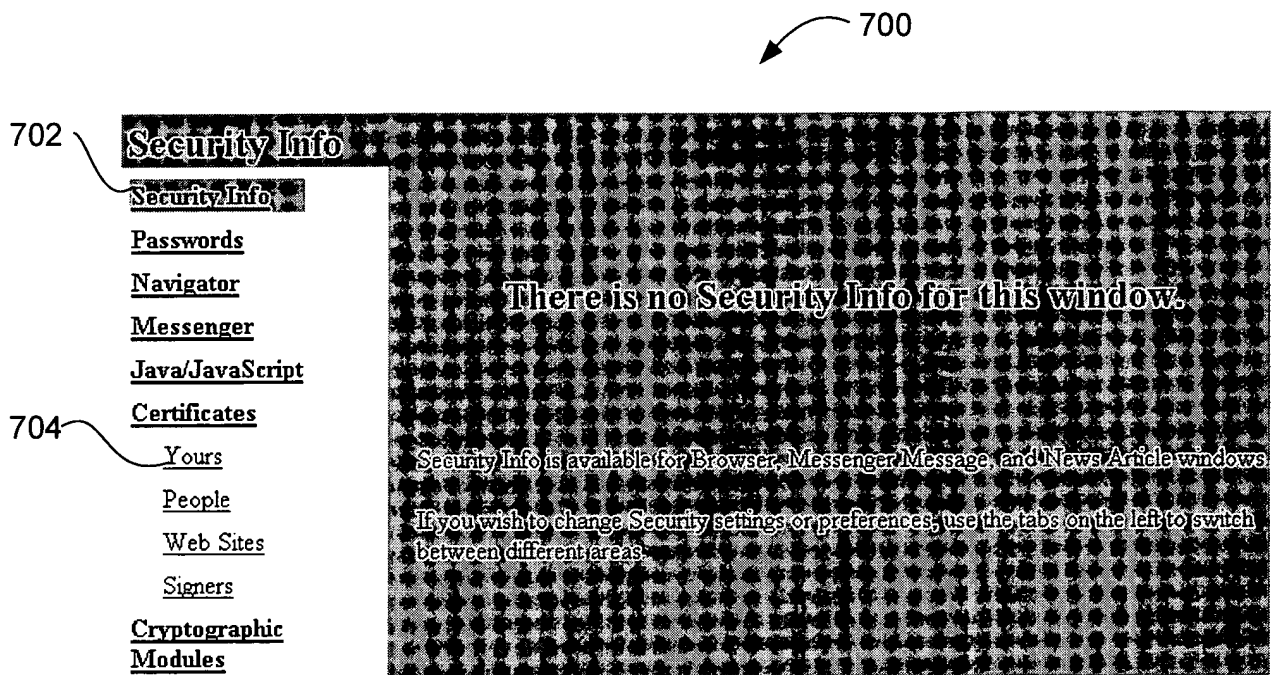 700
702
Security Info
Security Info
Passwords
Navigator
Messenger
Java/JavaScript
Certificates
704
Yours
People
Web Sites
Signers
Cryptographic
Modules
There is no Security Info for this window.
Security Info is available for Browser, Messenger Message, and News Article windows
If you wish to change Security settings or preferences, use the tabs on the left to switch
between different areas.